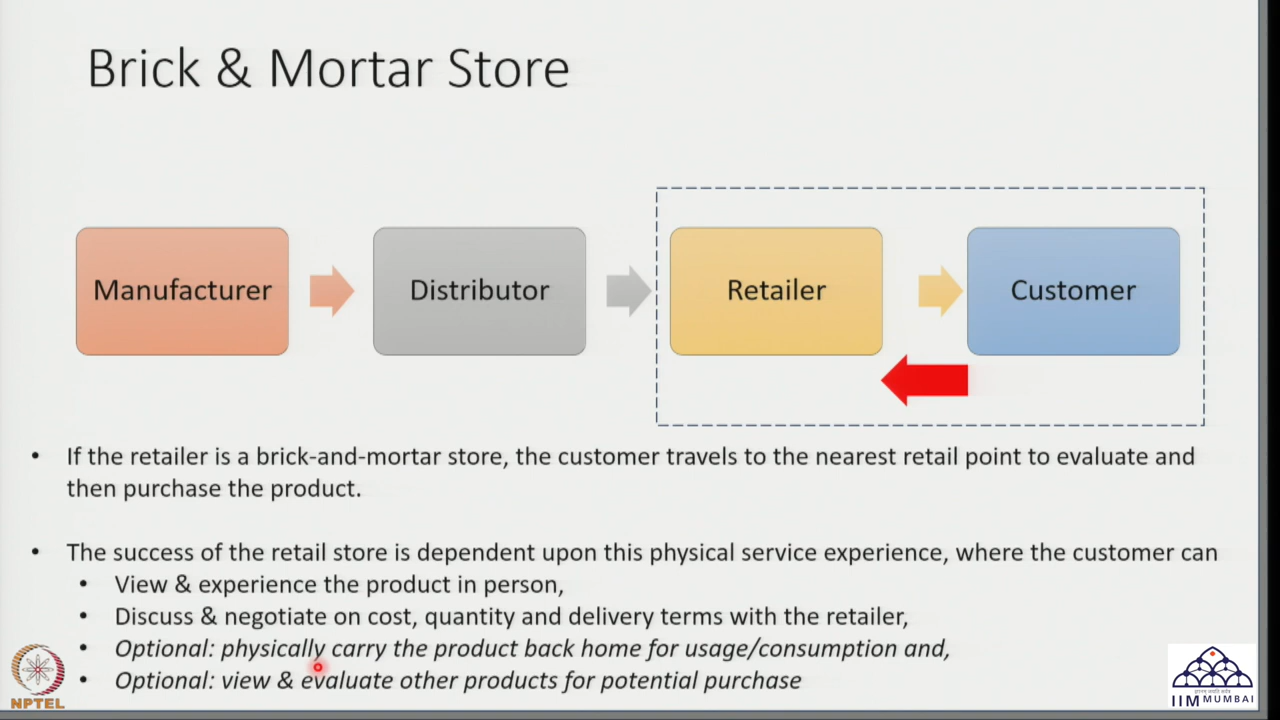 Brick & Mortar Store
Manufacturer
Distributor
Retailer
Customer
• If the retailer is a brick-and-mortar store, the customer travels to the nearest retail point to evaluate and
then purchase the product.
• The success of the retail store is dependent upon this physical service experience, where the customer can
• View & experience the product in person,
• Discuss & negotiate on cost, quantity and delivery terms with the retailer,
• Optional: physically carry the product back home for usage/consumption and,
• Optional: view & evaluate other products for potential purchase
NPTEL
IIM MUMBAI